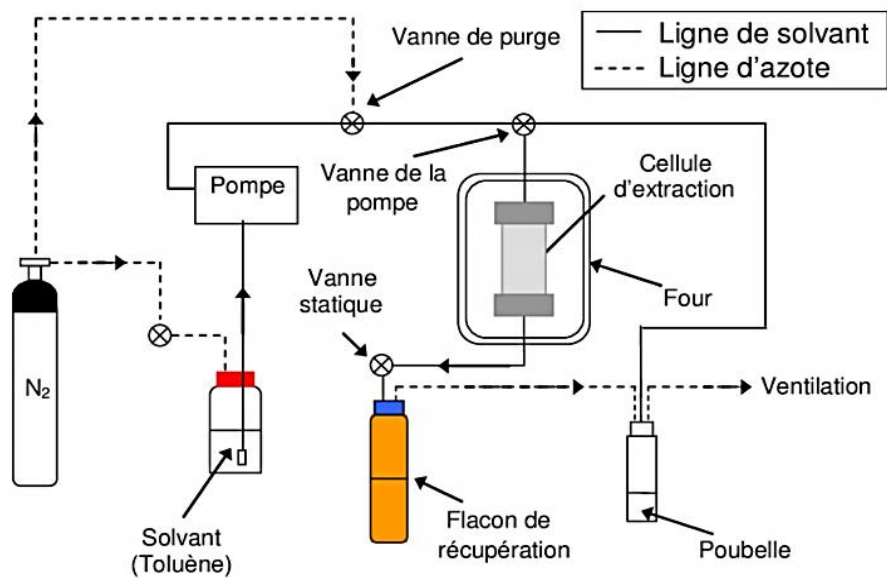 Vanne de purge
Ligne de solvant
Ligne d'azote
Pompe
Vanne de la
pompe
Cellule
d'extraction
Vanne
statique
Four
N₂
Ventilation
Solvant
(Toluène)
Flacon de
récupération
Poubelle